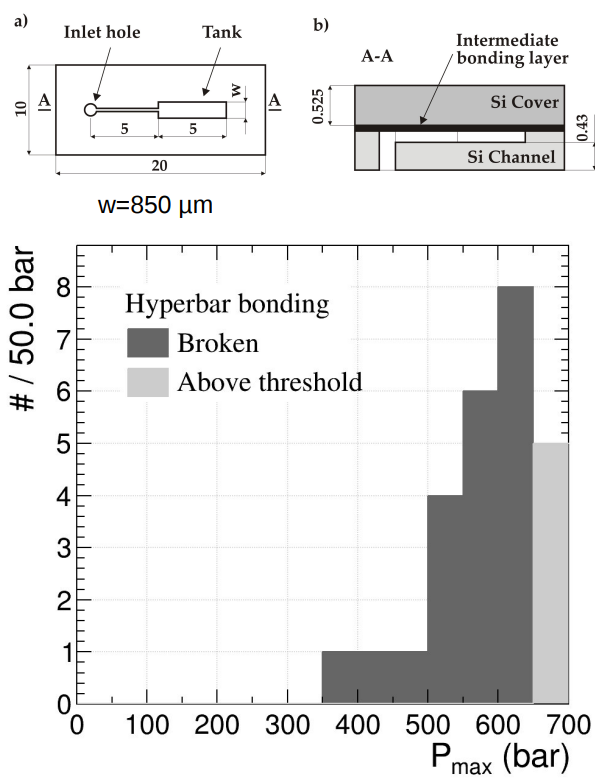 a)
Inlet hole
Tank
A
A
10
w
5
5
20
w=850 µm
b)
A-A
Intermediate
bonding layer
0.525
Si Cover
0.43
Si Channel
# / 50.0 bar
8
7
6
5
4
3
2
1
0
Hyperbar bonding
Broken
Above threshold
0 100 200 300 400 500 600 700
Pmax (bar)